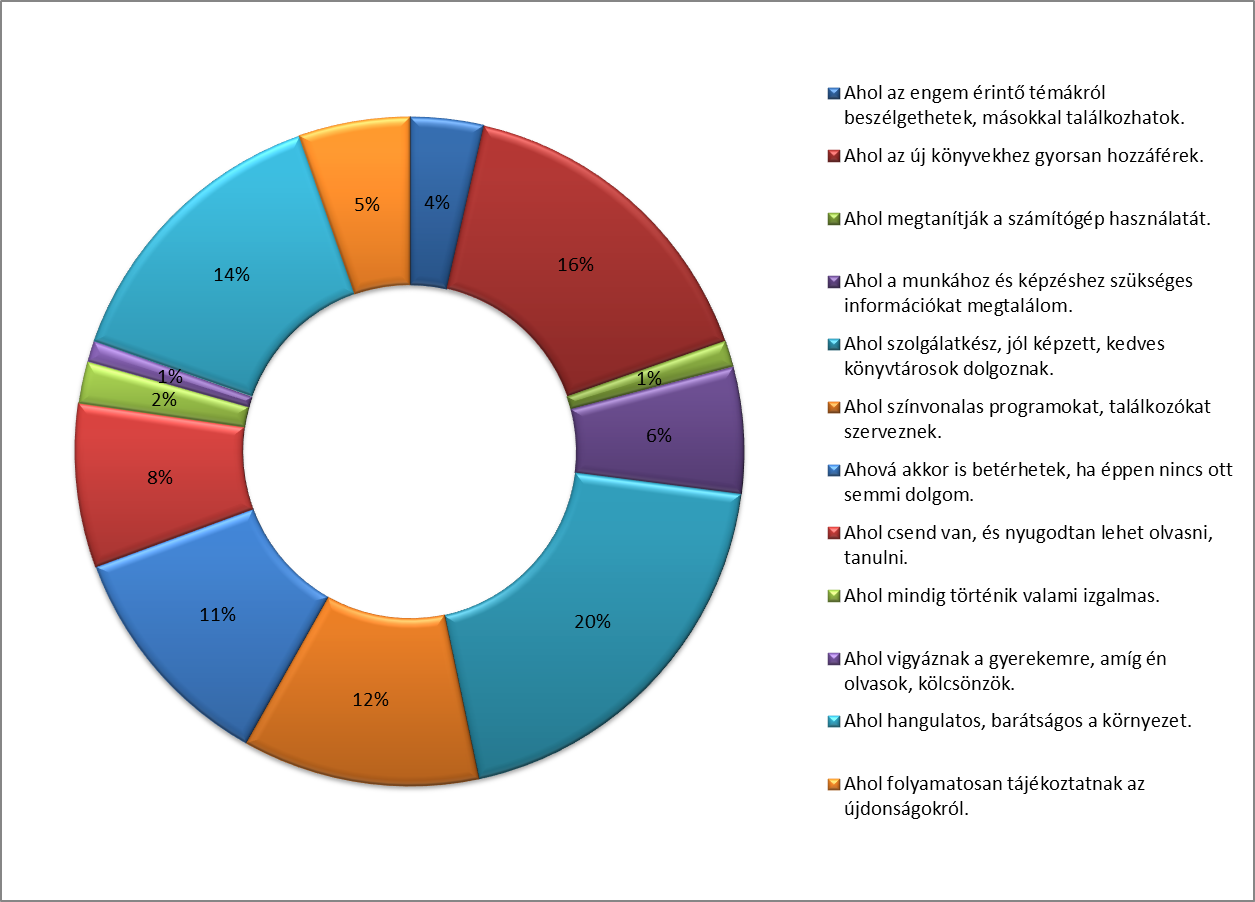 Ahol az engem érintő témákról
beszélgethetek, másokkal találkozhatok.
Ahol az új könyvekhez gyorsan hozzáférek.
Ahol megtanítják a számítógép használatát.
Ahol a munkához és képzéshez szükséges
információkat megtalálom.
Ahol szolgálatkész, jól képzett, kedves
könyvtárosok dolgoznak.
Ahol színvonalas programokat, találkozókat
szerveznek.
Ahová akkor is betérhetek, ha éppen nincs ott
semmi dolgom.
Ahol csend van, és nyugodtan lehet olvasni,
tanulni.
Ahol mindig történik valami izgalmas.
Ahol vigyáznak a gyerekemre, amíg én
olvasok, kölcsönzök.
Ahol hangulatos, barátságos a környezet.
Ahol folyamatosan tájékoztatnak az
újdonságokról.
4%
16%
1%
6%
20%
12%
11%
8%
2%
1%
14%
5%